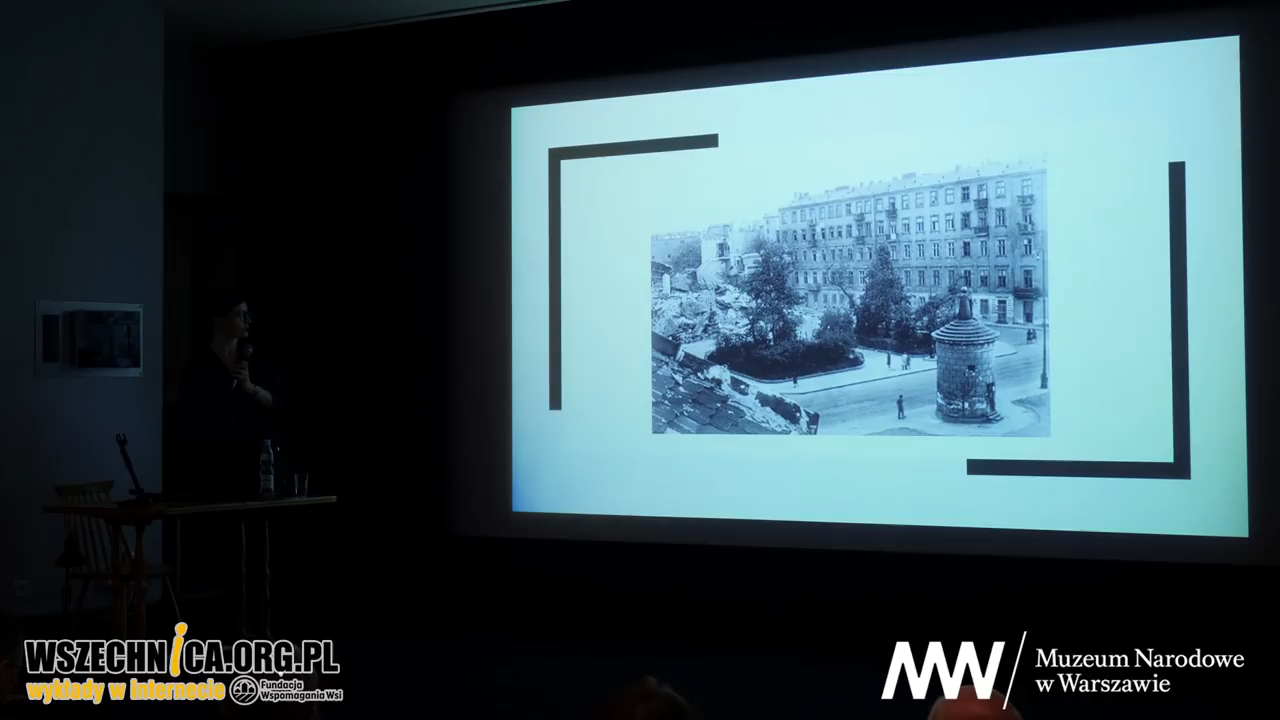 WSZECHNICA.ORG.PL
wykłady w internecie
Fundacja
Wspomagania Wsi
MNW
Muzeum Narodowe
w Warszawie